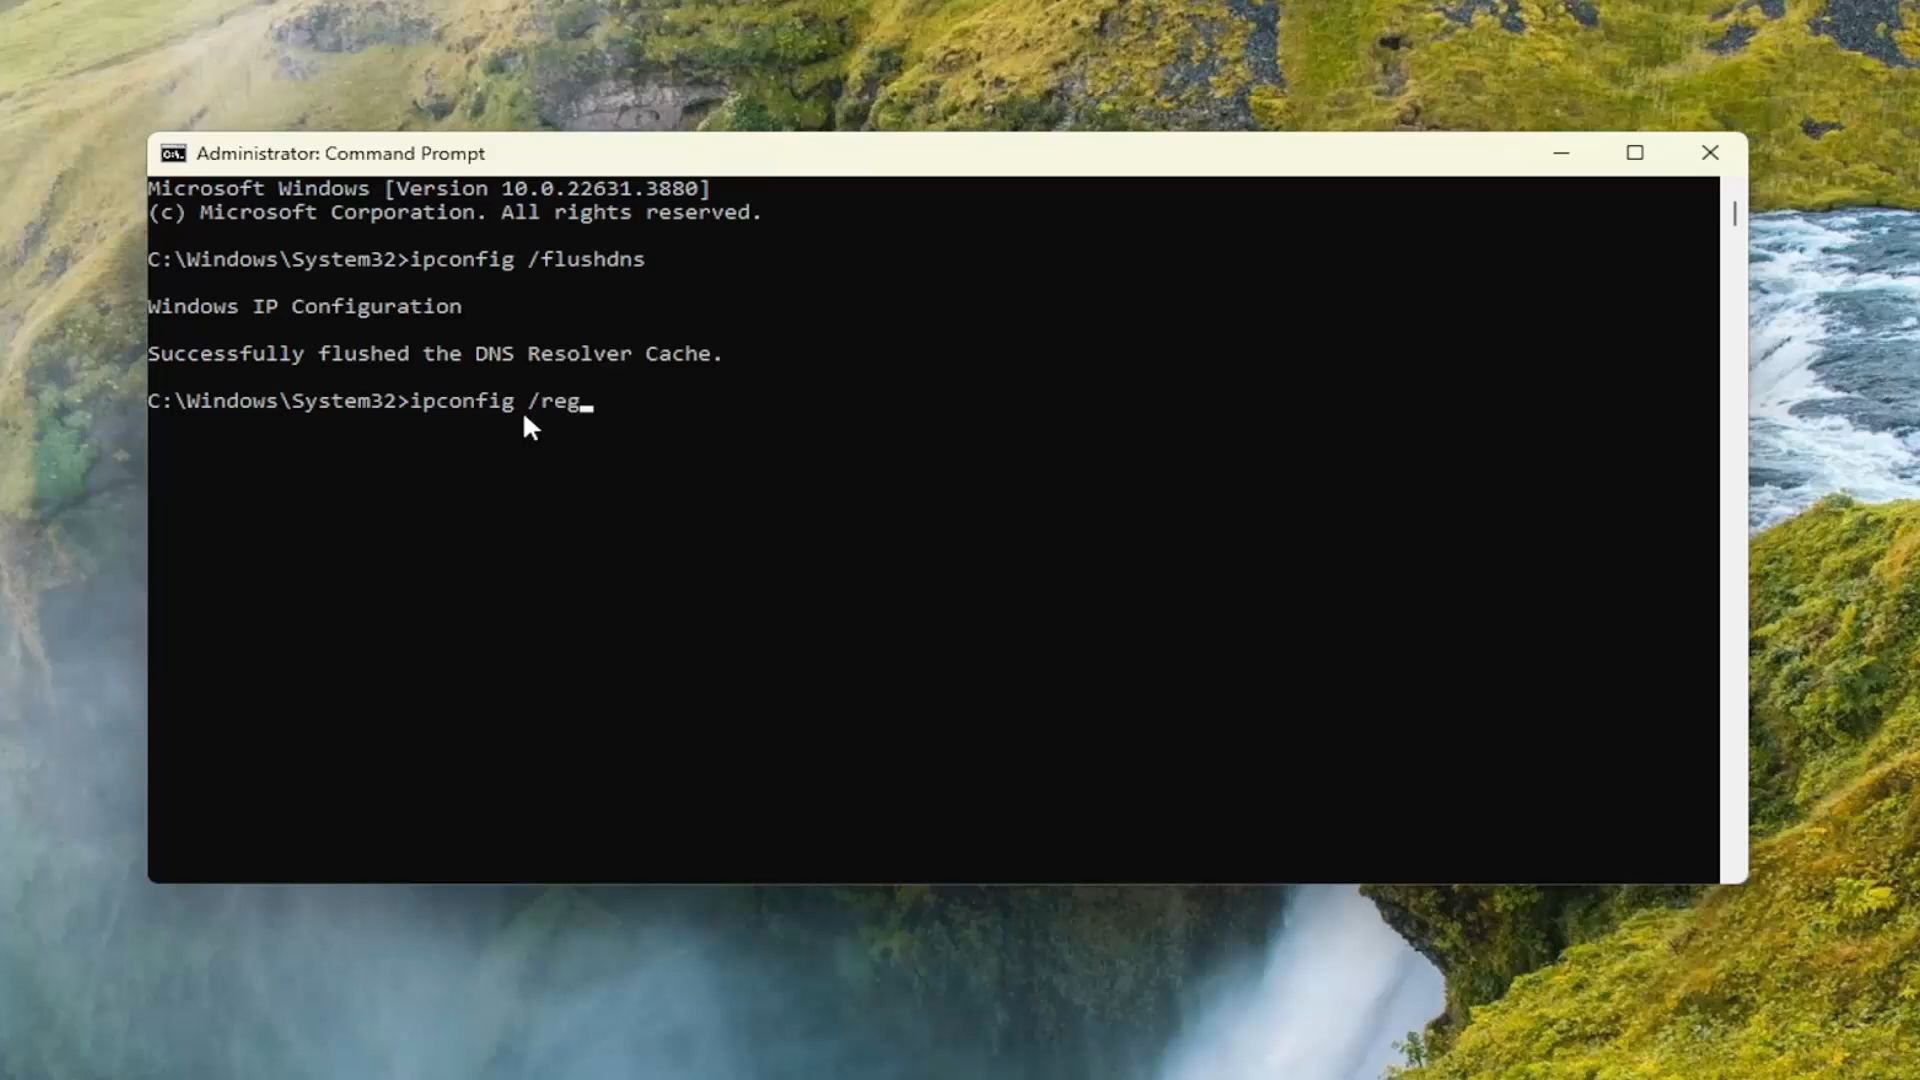 Administrator: Command Prompt
Microsoft Windows [Version 10.0.22631.3880]
(c) Microsoft Corporation. All rights reserved.
C:\Windows\System32>ipconfig /flushdns
Windows IP Configuration
Successfully flushed the DNS Resolver Cache.
C:\Windows\System32>ipconfig /reg